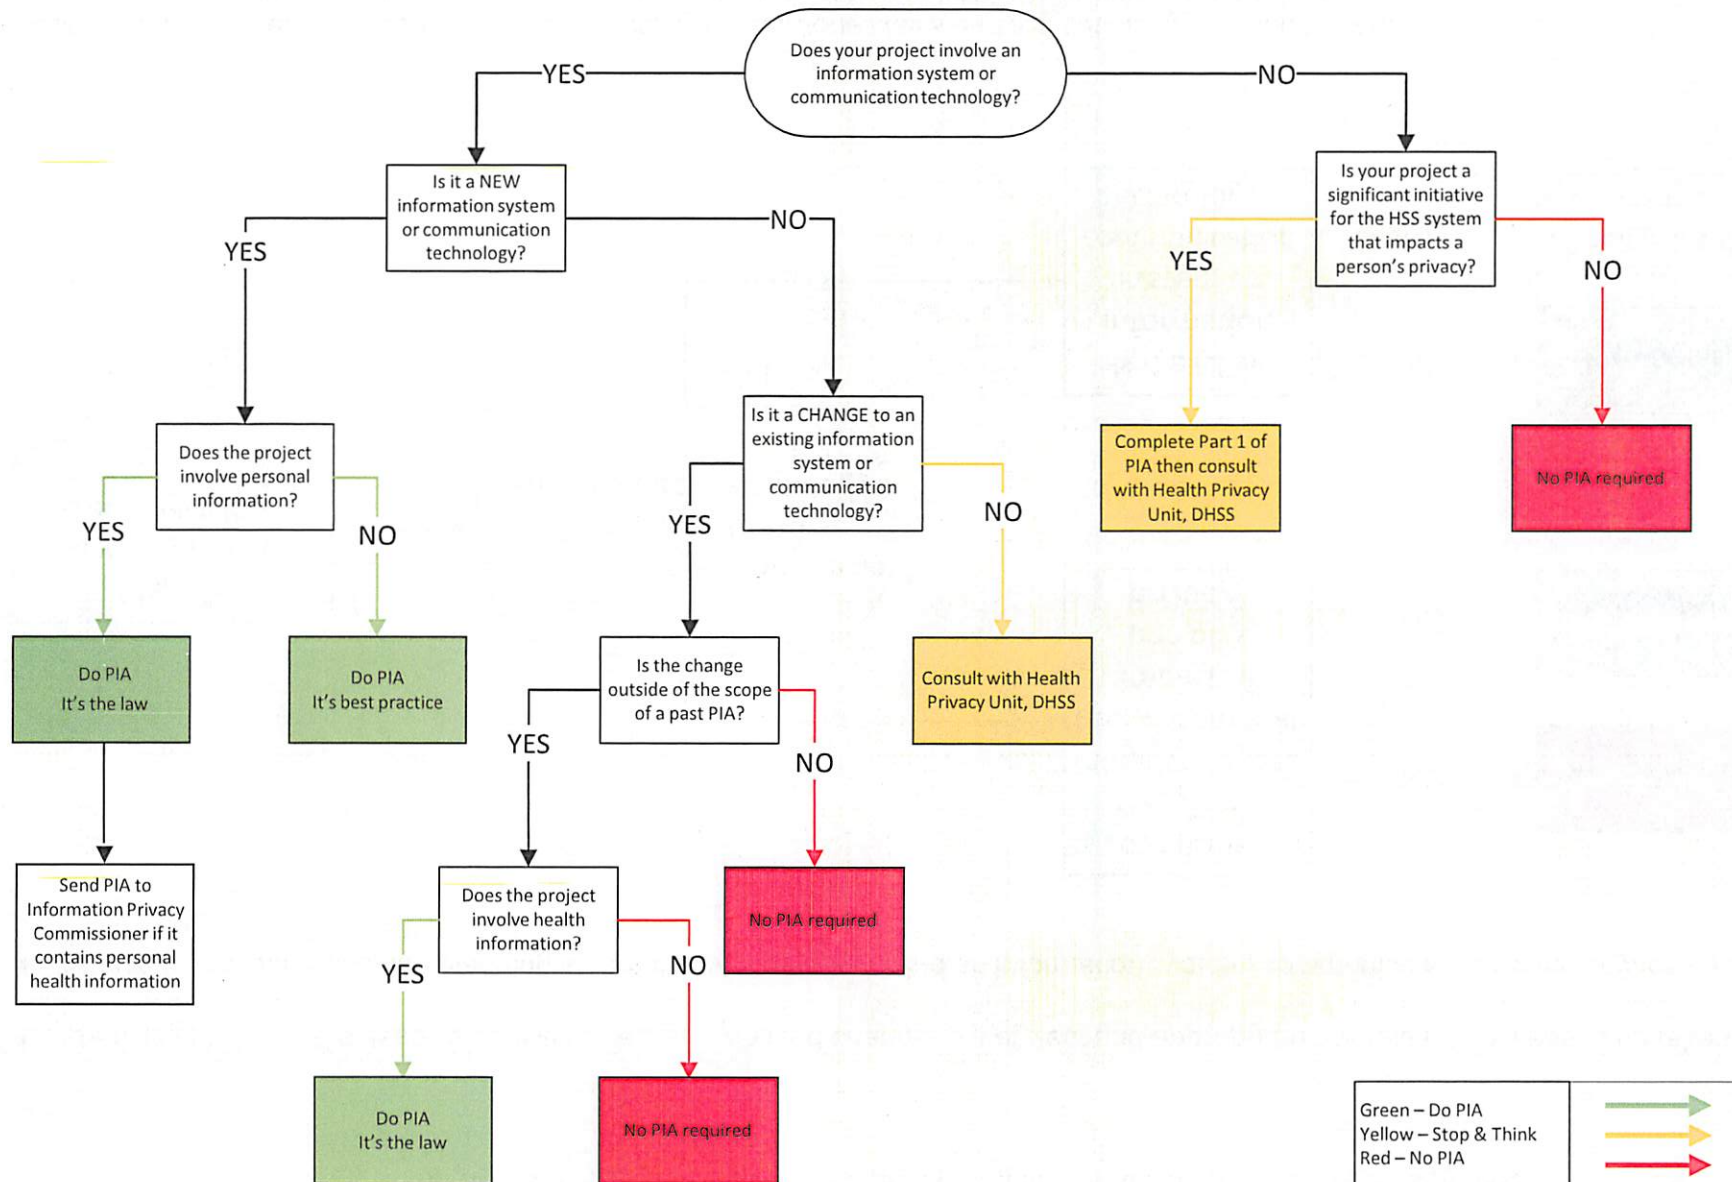 Does your project involve an
information system or
communication technology?
YES
NO
Is it a NEW
information system
or communication
technology?
Is your project a
significant initiative
for the HSS system
that impacts a
person's privacy?
YES
NO
YES
NO
Does the project
involve personal
information?
Is it a CHANGE to an
existing information
system or
communication
technology?
Complete Part 1 of
PIA then consult
with Health Privacy
Unit, DHSS
No PIA required
YES
NO
YES
NO
Do PIA
It's the law
Do PIA
It's best practice
Is the change
outside of the scope
of a past PIA?
Consult with Health
Privacy Unit, DHSS
YES
NO
Send PIA to
Information Privacy
Commissioner if it
contains personal
health information
Does the project
involve health
information?
No PIA required
YES
NO
Do PIA
It's the law
No PIA required
Green – Do PIA
Yellow – Stop & Think
Red – No PIA